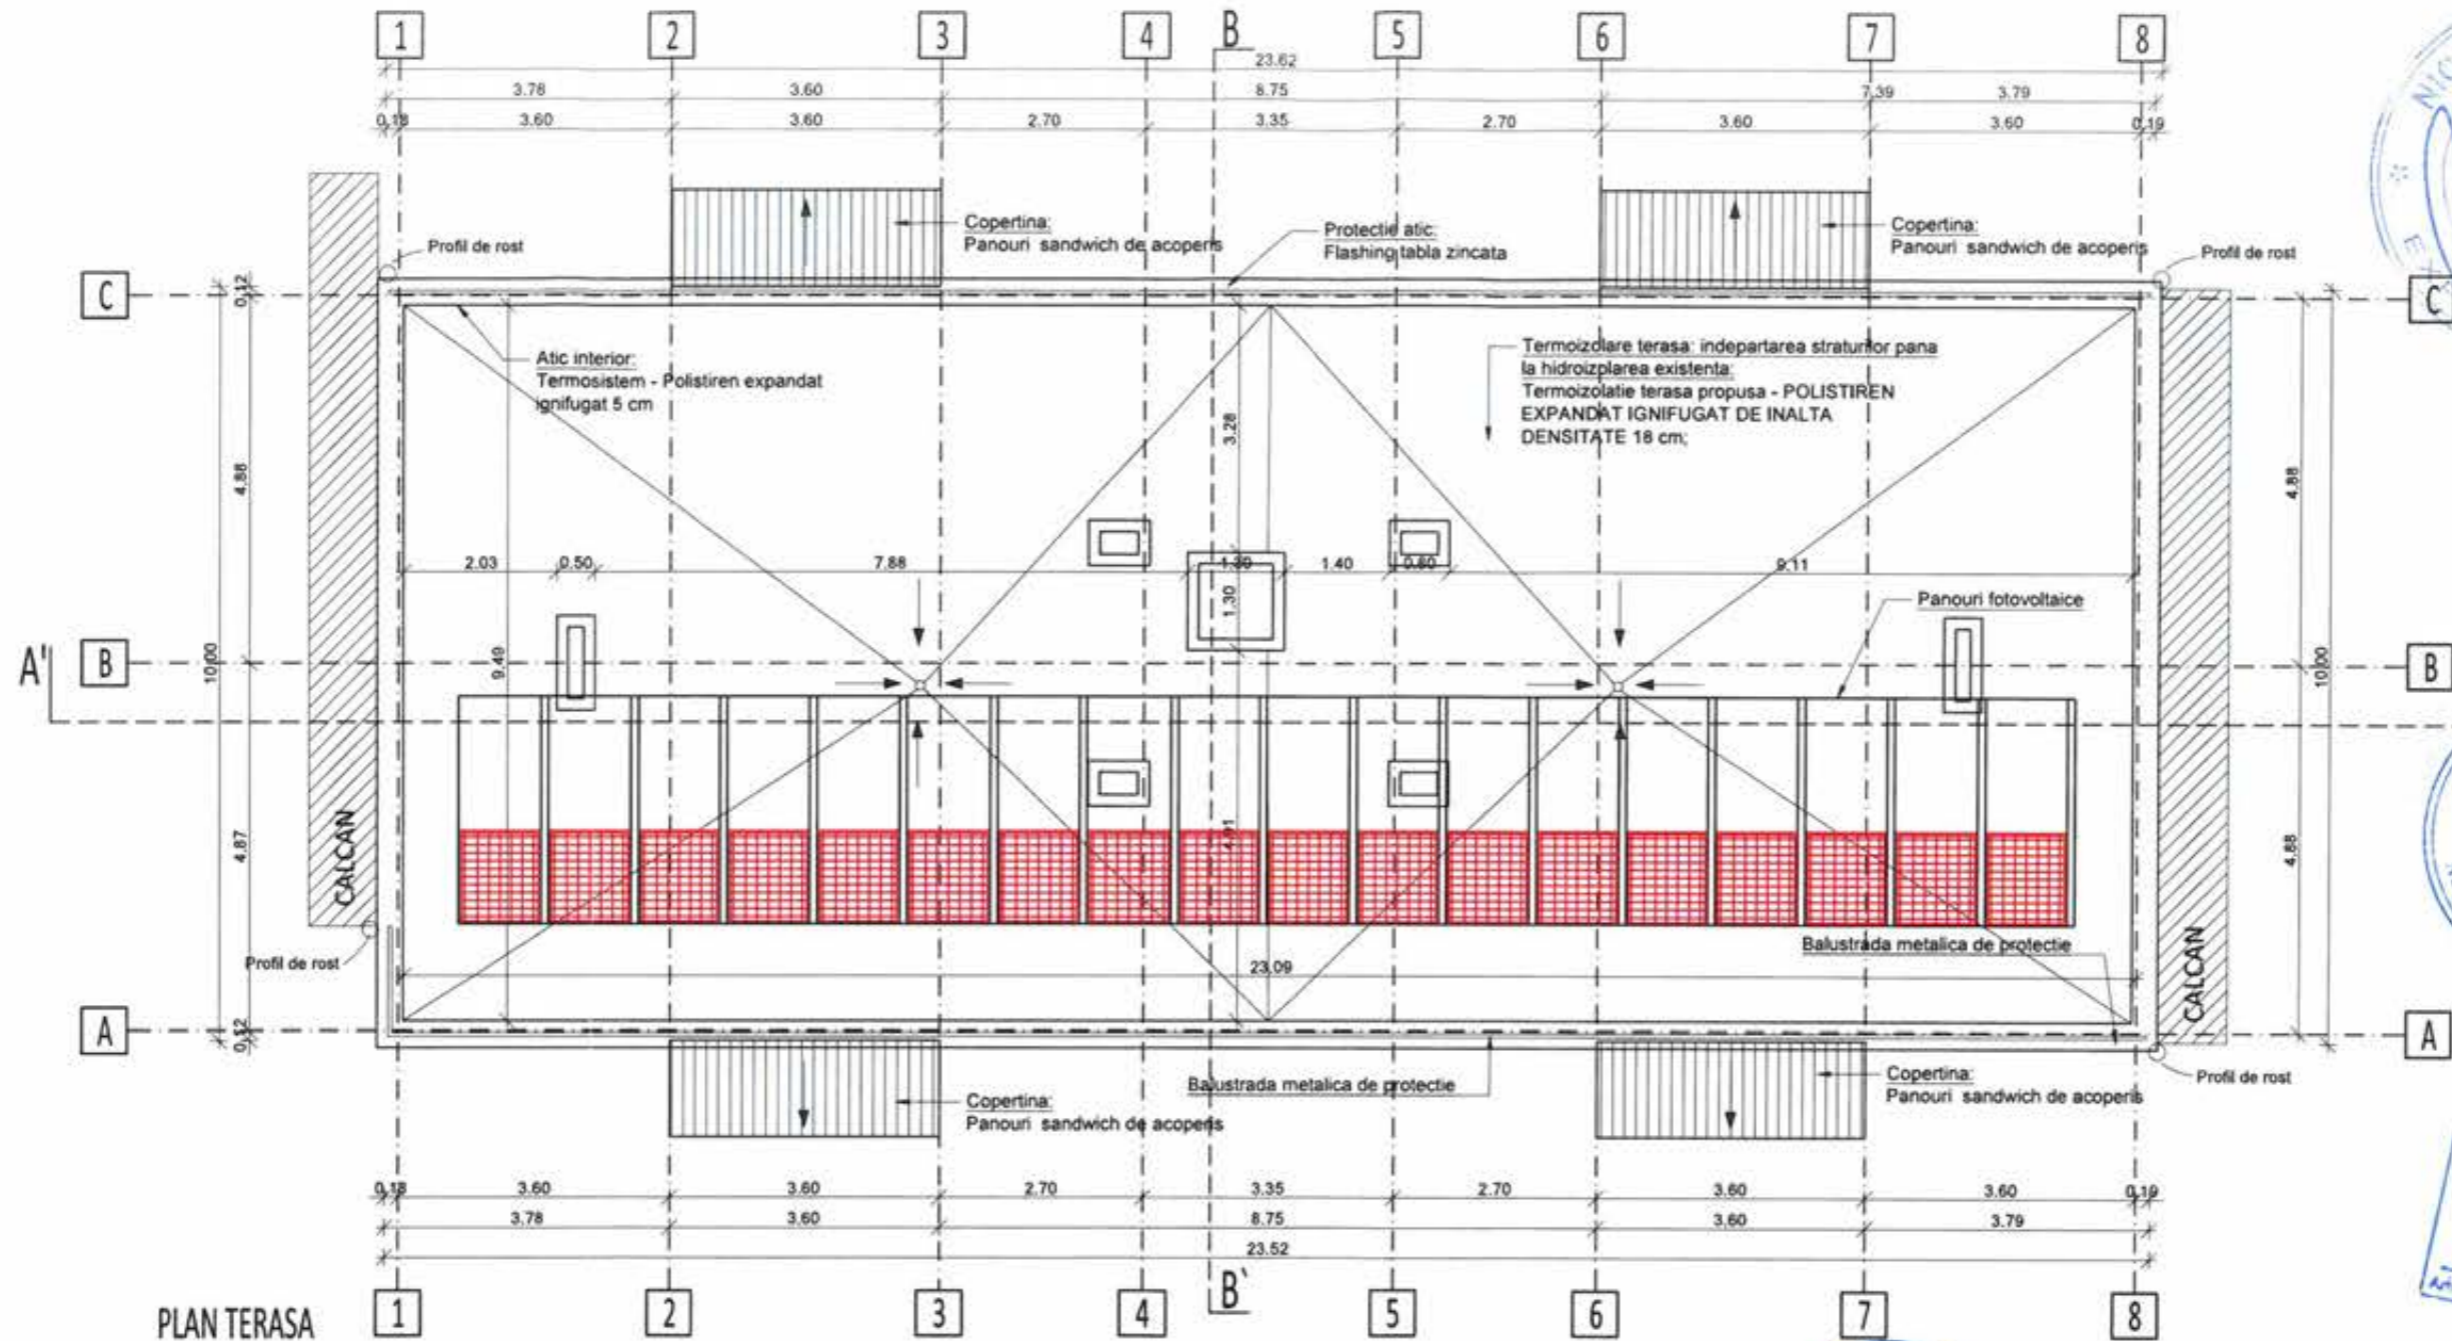 1 2 3 4 B 5 6 7 8
23.62
3.78 3.60 8.75 7.39 3.79
0.18 3.60 3.60 2.70 3.35 2.70 3.60 3.60 0.19
Copertina:
Panouri sandwich de acoperis
Protectie atic:
Flashing tabla zincata
Copertina:
Panouri sandwich de acoperis
Profil de rost
Profil de rost
C
C
0.12
Atic interior:
Termosistem - Polistiren expandat
ignifugat 5 cm
Termoizolare terasa: indepartarea straturilor pana
la hidroizplarea existenta;
Termoizolatie terasa propusa - POLISTIREN
EXPANDAT IGNIFUGAT DE INALTA
DENSITATE 18 cm;
3.28
4.88
4.88
2.03 0.50 7.88 1.30 1.40 0.60 9.11
1.30
Panouri fotovoltaice
A'
B
B
10.00
9.49
10.00
4.91
4.87
4.88
CALCAN
CALCAN
Profil de rost
23.09
Balustrada metalica de protectie
A
A
0.12
Balustrada metalica de protectie
Copertina:
Panouri sandwich de acoperis
Copertina:
Panouri sandwich de acoperis
Profil de rost
0.18 3.60 3.60 2.70 3.35 2.70 3.60 3.60 0.19
3.78 3.60 8.75 3.60 3.79
23.52
PLAN TERASA
1 2 3 4 B` 5 6 7 8